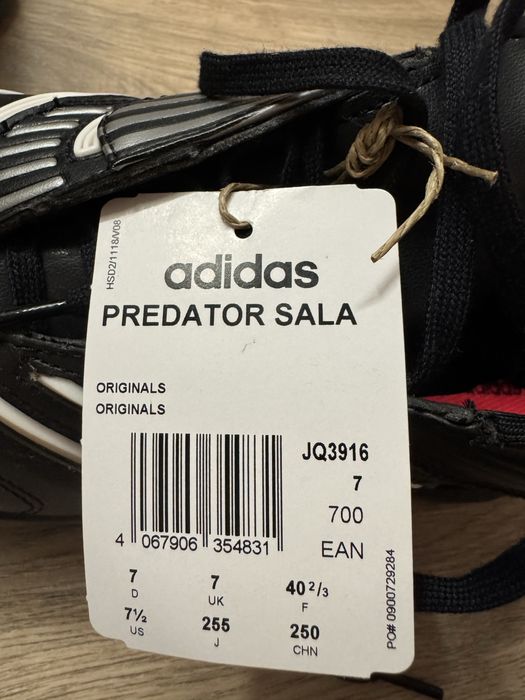 HSD2/1118/V08
adidas
PREDATOR SALA
ORIGINALS
ORIGINALS
JQ3916
7
700
4 067906 354831
EAN
7 7 40 2/3
D UK F
7½ 255 250
US J CHN
PO# 0900729284